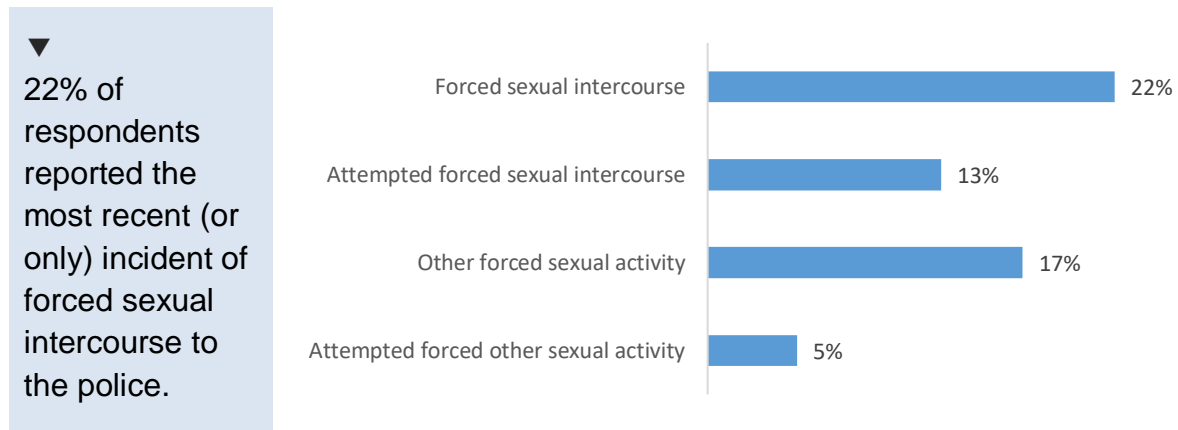 ▼
22% of
respondents
reported the
most recent (or
only) incident of
forced sexual
intercourse to
the police.
Forced sexual intercourse 22%
Attempted forced sexual intercourse 13%
Other forced sexual activity 17%
Attempted forced other sexual activity 5%